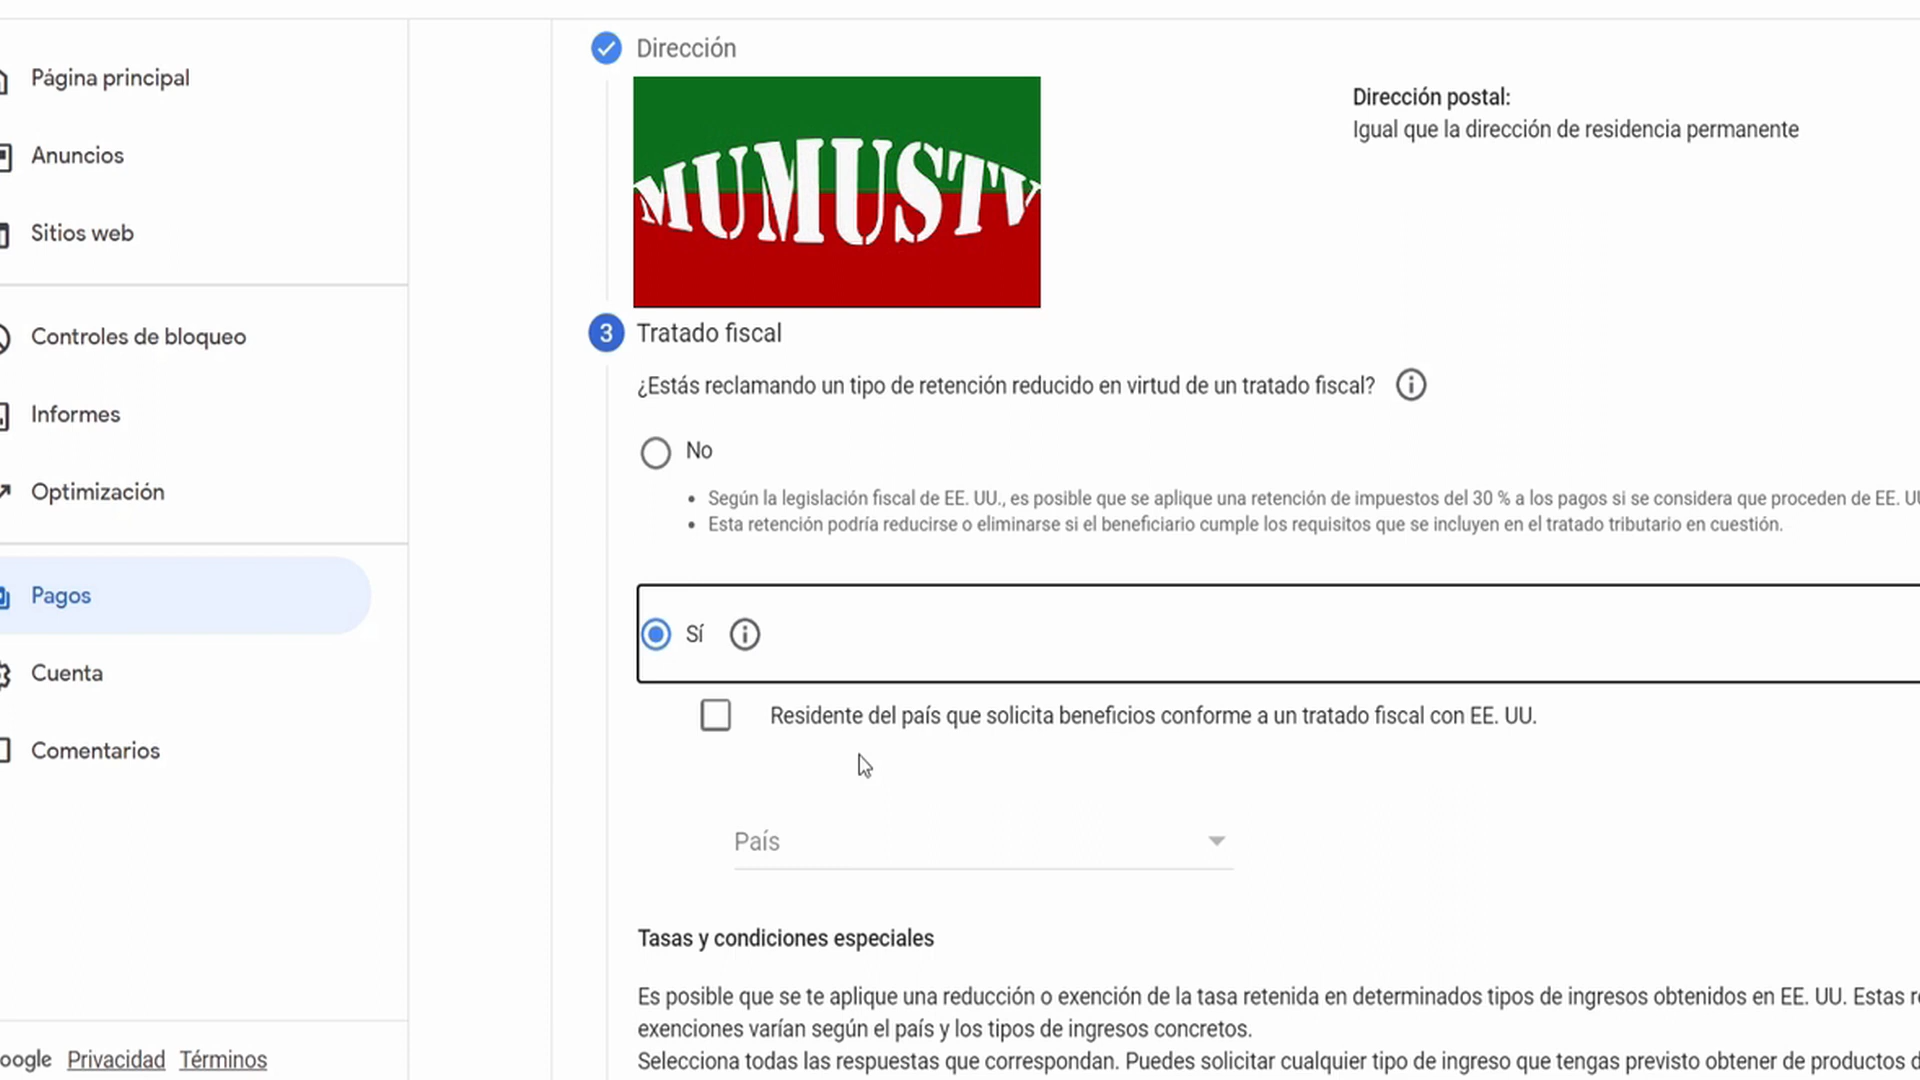 Página principal
Anuncios
Sitios web
Controles de bloqueo
Informes
Optimización
Pagos
Cuenta
Comentarios
Privacidad Términos
Dirección
MUMUSTV
Dirección postal:
Igual que la dirección de residencia permanente
3 Tratado fiscal
¿Estás reclamando un tipo de retención reducido en virtud de un tratado fiscal?
No
• Según la legislación fiscal de EE. UU., es posible que se aplique una retención de impuestos del 30 % a los pagos si se considera que proceden de EE.
• Esta retención podría reducirse o eliminarse si el beneficiario cumple los requisitos que se incluyen en el tratado tributario en cuestión.
Sí
Residente del país que solicita beneficios conforme a un tratado fiscal con EE. UU.
País
Tasas y condiciones especiales
Es posible que se te aplique una reducción o exención de la tasa retenida en determinados tipos de ingresos obtenidos en EE. UU. Estas
exenciones varían según el país y los tipos de ingresos concretos.
Selecciona todas las respuestas que correspondan. Puedes solicitar cualquier tipo de ingreso que tengas previsto obtener de productos